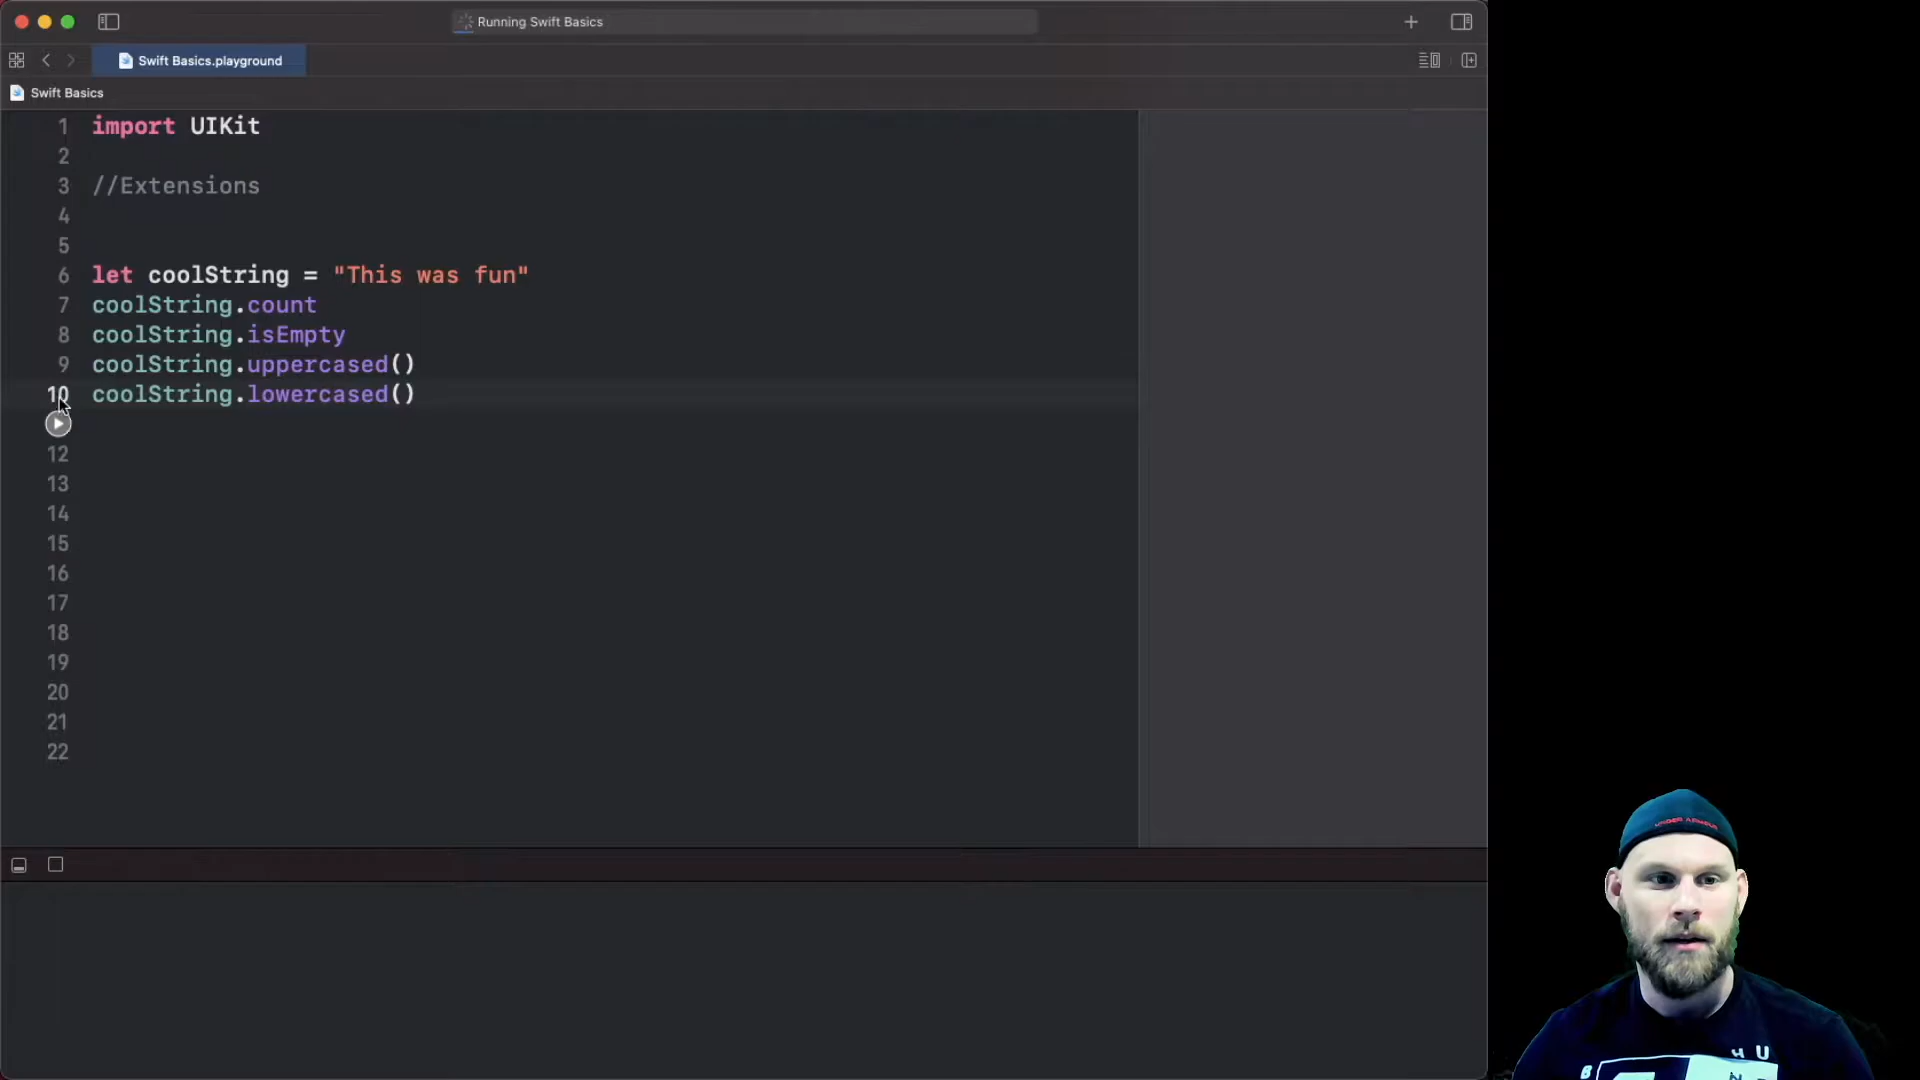 Running Swift Basics
Swift Basics.playground
Swift Basics
1 import UIKit
2
3 //Extensions
4
5
6 let coolString = "This was fun"
7 coolString.count
8 coolString.isEmpty
9 coolString.uppercased()
10 coolString.lowercased()
12
13
14
15
16
17
18
19
20
21
22
UNDER ARMOUR
H U